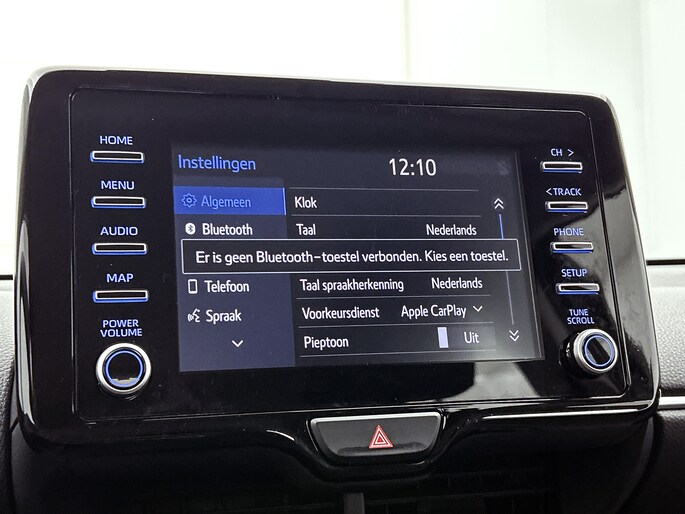 HOME
MENU
AUDIO
MAP
POWER
VOLUME
Instellingen
12:10
Algemeen
Klok
Bluetooth
Taal Nederlands
Er is geen Bluetooth-toestel verbonden. Kies een toestel.
Telefoon
Taal spraakherkenning Nederlands
Spraak
Voorkeursdienst Apple CarPlay
Pieptoon Uit
CH >
< TRACK
PHONE
SETUP
TUNE
SCROLL